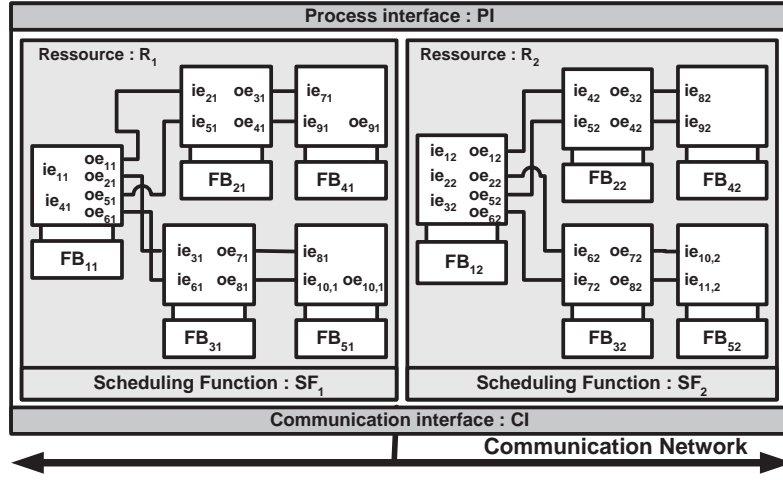 Process interface : PI
Ressource : R1
ie21 oe31
ie51 oe41
FB21
ie71
ie91 oe91
FB41
ie11
ie41
oe11
oe21
oe51
oe61
FB11
ie31 oe71
ie61 oe81
FB31
ie81
ie10,1 oe10,1
FB51
Scheduling Function : SF1
Ressource : R2
ie42 oe32
ie52 oe42
FB22
ie82
ie92
FB42
ie12 oe12
ie22 oe22
ie32 oe52
oe62
FB12
ie62 oe72
ie72 oe82
FB32
ie10,2
ie11,2
FB52
Scheduling Function : SF2
Communication interface : CI
Communication Network